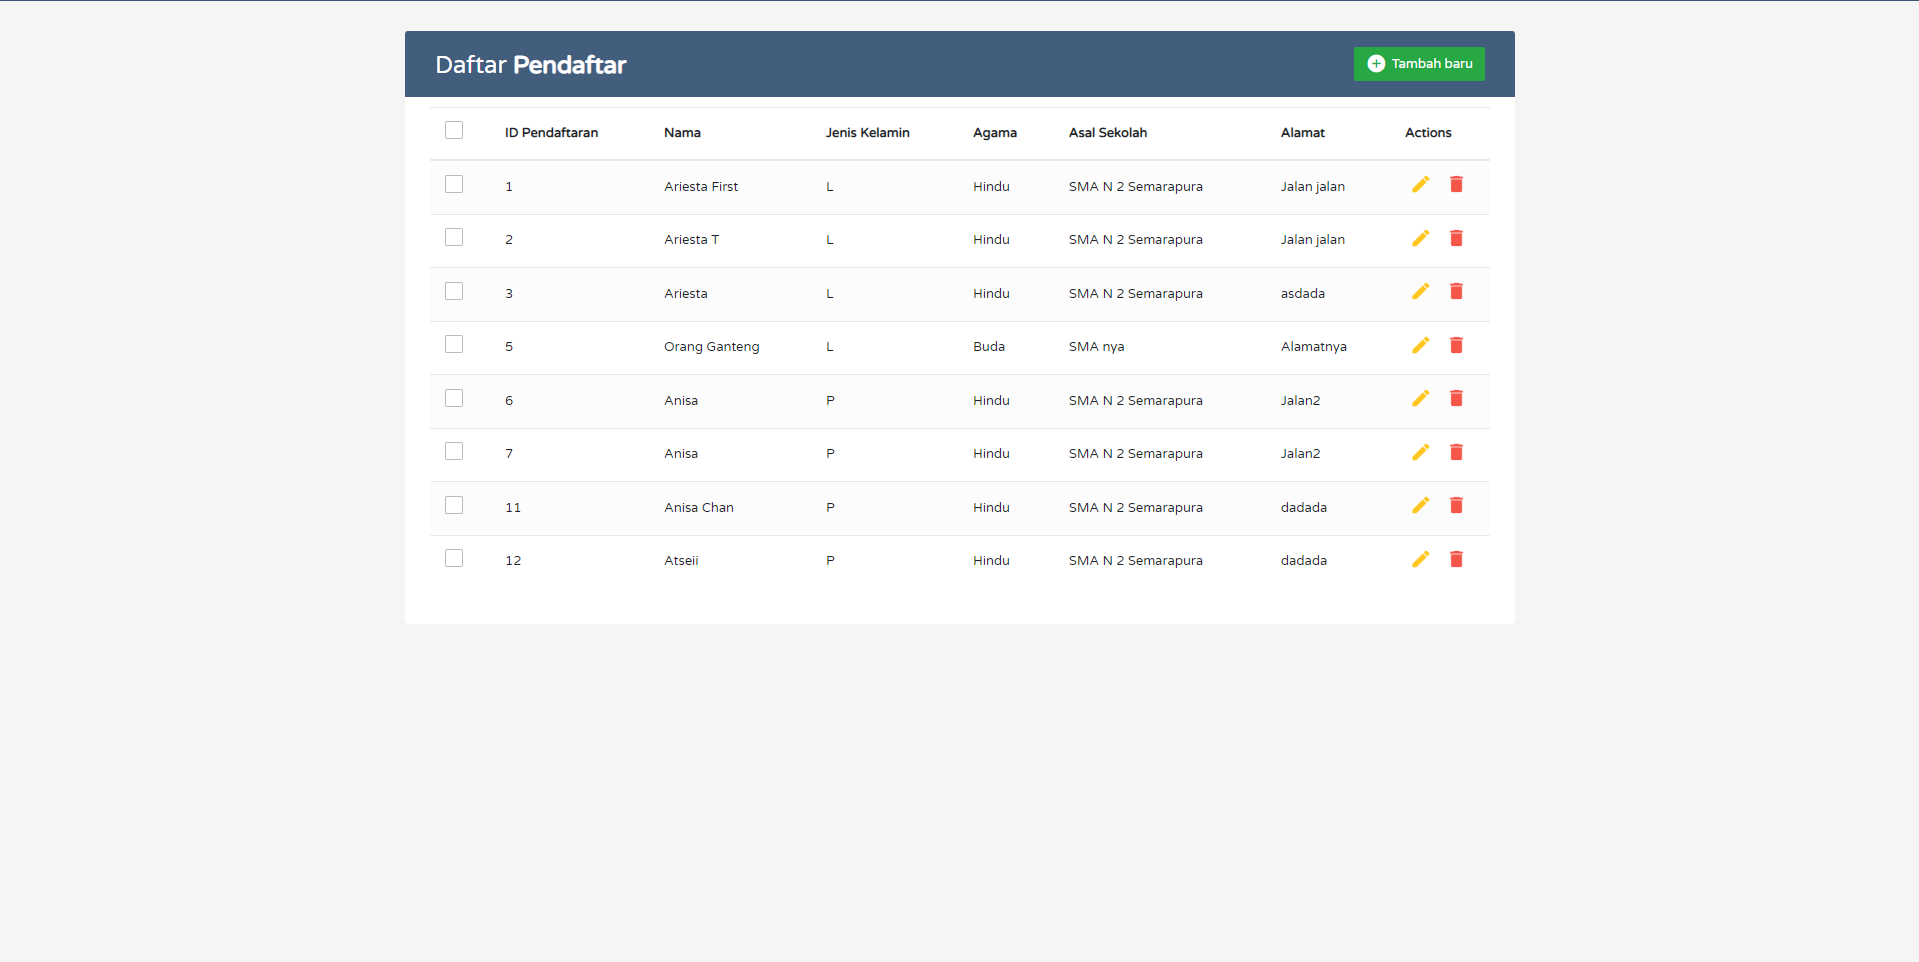 Daftar Pendaftar
Tambah baru
ID Pendaftaran Nama Jenis Kelamin Agama Asal Sekolah Alamat Actions
1 Ariesta First L Hindu SMA N 2 Semarapura Jalan jalan
2 Ariesta T L Hindu SMA N 2 Semarapura Jalan jalan
3 Ariesta L Hindu SMA N 2 Semarapura asdada
5 Orang Ganteng L Buda SMA nya Alamatnya
6 Anisa P Hindu SMA N 2 Semarapura Jalan2
7 Anisa P Hindu SMA N 2 Semarapura Jalan2
11 Anisa Chan P Hindu SMA N 2 Semarapura dadada
12 Atseii P Hindu SMA N 2 Semarapura dadada